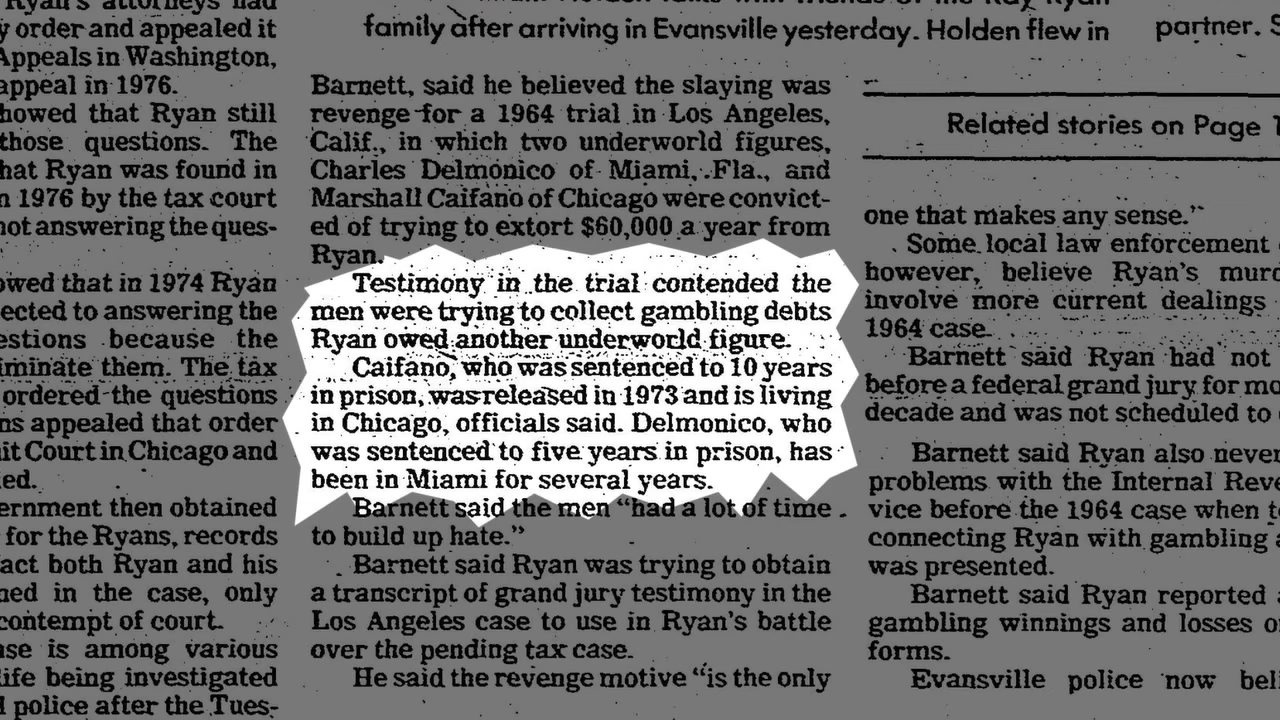 Ryan's attorneys had
order and appealed it
Appeals in Washington,
appeal in 1976.
howed that Ryan still
those questions. The
hat Ryan was found in
1976 by the tax court
not answering the ques-
owed that in 1974 Ryan
ected to answering the
estions because the
iminate them. The tax
ordered the questions
ns appealed that order
it Court in Chicago and
ed.
ernment then obtained
for the Ryans, records
act both Ryan and his
ned in the case, only
contempt of court.
se is among various
life being investigated
police after the Tues-
family after arriving in Evansville yesterday. Holden flew in
partner.
Barnett, said he believed the slaying was
revenge for a 1964 trial in Los Angeles,
Calif., in which two underworld figures,
Charles Delmonico of Miami, Fla., and
Marshall Caifano of Chicago were convict-
ed of trying to extort $60,000 a year from
Ryan.
Testimony in the trial contended the
men were trying to collect gambling debts
Ryan owed another underworld figure.
Caifano, who was sentenced to 10 years
in prison, was released in 1973 and is living
in Chicago, officials said. Delmonico, who
was sentenced to five years in prison, has
been in Miami for several years.
Barnett said the men "had a lot of time
to build up hate."
Barnett said Ryan was trying to obtain
a transcript of grand jury testimony in the
Los Angeles case to use in Ryan's battle
over the pending tax case.
He said the revenge motive "is the only
Related stories on Page 1
one that makes any sense."
Some local law enforcement
however, believe Ryan's murd
involve more current dealings
1964 case.
Barnett said Ryan had not
before a federal grand jury for mo
decade and was not scheduled to
Barnett said Ryan also never
problems with the Internal Reve
vice before the 1964 case when te
connecting Ryan with gambling a
was presented.
Barnett said Ryan reported
gambling winnings and losses o
forms.
Evansville police now beli